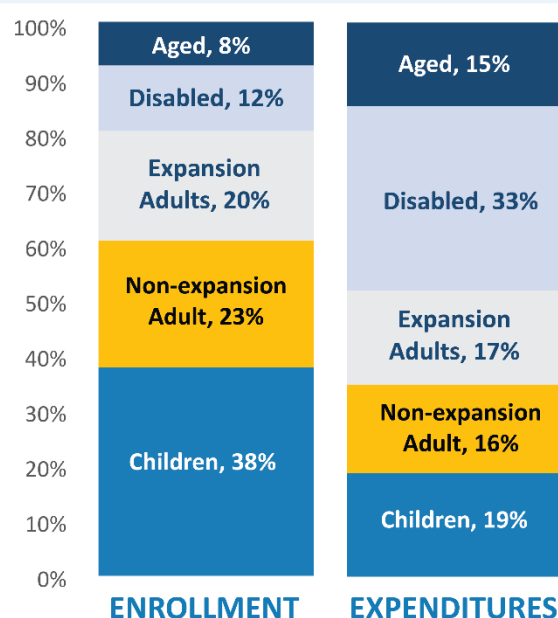 100%
90%
80%
70%
60%
50%
40%
30%
20%
10%
0%
Aged, 8%
Disabled, 12%
Expansion
Adults, 20%
Non-expansion
Adult, 23%
Children, 38%
ENROLLMENT
Aged, 15%
Disabled, 33%
Expansion
Adults, 17%
Non-expansion
Adult, 16%
Children, 19%
EXPENDITURES